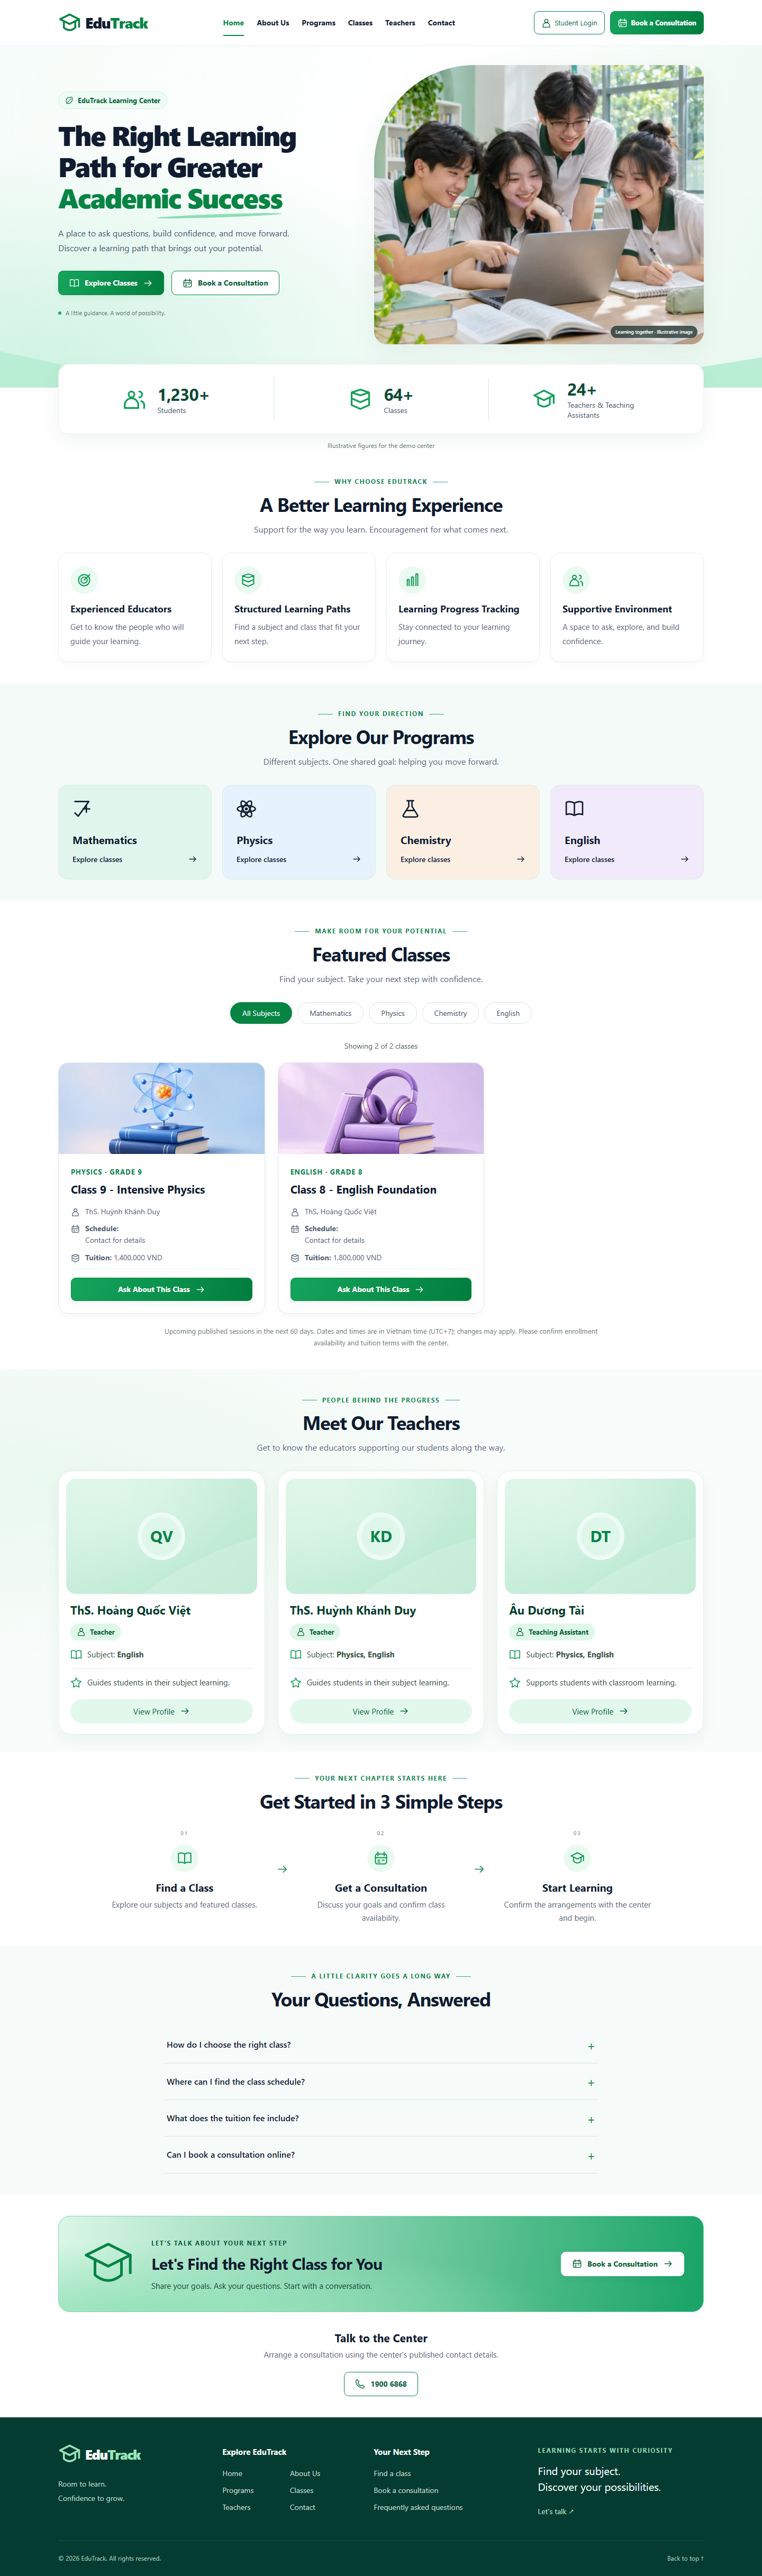 EduTrack
Home About Us Programs Classes Teachers Contact
Student Login
Book a Consultation
EduTrack Learning Center
The Right Learning
Path for Greater
Academic Success
A place to ask questions, build confidence, and move forward.
Discover a learning path that brings out your potential.
Explore Classes →
Book a Consultation
A little guidance. A world of possibility.
Learning together · Illustrative image
1,230+
Students
64+
Classes
24+
Teachers & Teaching
Assistants
Illustrative figures for the demo center
WHY CHOOSE EDUTRACK
A Better Learning Experience
Support for the way you learn. Encouragement for what comes next.
Experienced Educators
Get to know the people who will
guide your learning.
Structured Learning Paths
Find a subject and class that fit your
next step.
Learning Progress Tracking
Stay connected to your learning
journey.
Supportive Environment
A space to ask, explore, and build
confidence.
FIND YOUR DIRECTION
Explore Our Programs
Different subjects. One shared goal: helping you move forward.
Mathematics
Explore classes →
Physics
Explore classes →
Chemistry
Explore classes →
English
Explore classes →
MAKE ROOM FOR YOUR POTENTIAL
Featured Classes
Find your subject. Take your next step with confidence.
All Subjects Mathematics Physics Chemistry English
Showing 2 of 2 classes
PHYSICS · GRADE 9
Class 9 - Intensive Physics
ThS. Huỳnh Khánh Duy
Schedule:
Contact for details
Tuition: 1,400,000 VND
Ask About This Class →
ENGLISH · GRADE 8
Class 8 - English Foundation
ThS. Hoàng Quốc Việt
Schedule:
Contact for details
Tuition: 1,800,000 VND
Ask About This Class →
Upcoming published sessions in the next 60 days. Dates and times are in Vietnam time (UTC+7); changes may apply. Please confirm enrollment
availability and tuition terms with the center.
PEOPLE BEHIND THE PROGRESS
Meet Our Teachers
Get to know the educators supporting our students along the way.
QV
ThS. Hoàng Quốc Việt
Teacher
Subject: English
Guides students in their subject learning.
View Profile →
KD
ThS. Huỳnh Khánh Duy
Teacher
Subject: Physics, English
Guides students in their subject learning.
View Profile →
DT
Âu Dương Tài
Teaching Assistant
Subject: Physics, English
Supports students with classroom learning.
View Profile →
YOUR NEXT CHAPTER STARTS HERE
Get Started in 3 Simple Steps
01
Find a Class
Explore our subjects and featured classes.
→
02
Get a Consultation
Discuss your goals and confirm class
availability.
→
03
Start Learning
Confirm the arrangements with the center
and begin.
A LITTLE CLARITY GOES A LONG WAY
Your Questions, Answered
How do I choose the right class? +
Where can I find the class schedule? +
What does the tuition fee include? +
Can I book a consultation online? +
LET'S TALK ABOUT YOUR NEXT STEP
Let's Find the Right Class for You
Share your goals. Ask your questions. Start with a conversation.
Book a Consultation →
Talk to the Center
Arrange a consultation using the center's published contact details.
1900 6868
EduTrack
Room to learn.
Confidence to grow.
Explore EduTrack
Home About Us
Programs Classes
Teachers Contact
Your Next Step
Find a class
Book a consultation
Frequently asked questions
LEARNING STARTS WITH CURIOSITY
Find your subject.
Discover your possibilities.
Let's talk ↗
© 2026 EduTrack. All rights reserved.
Back to top ↑